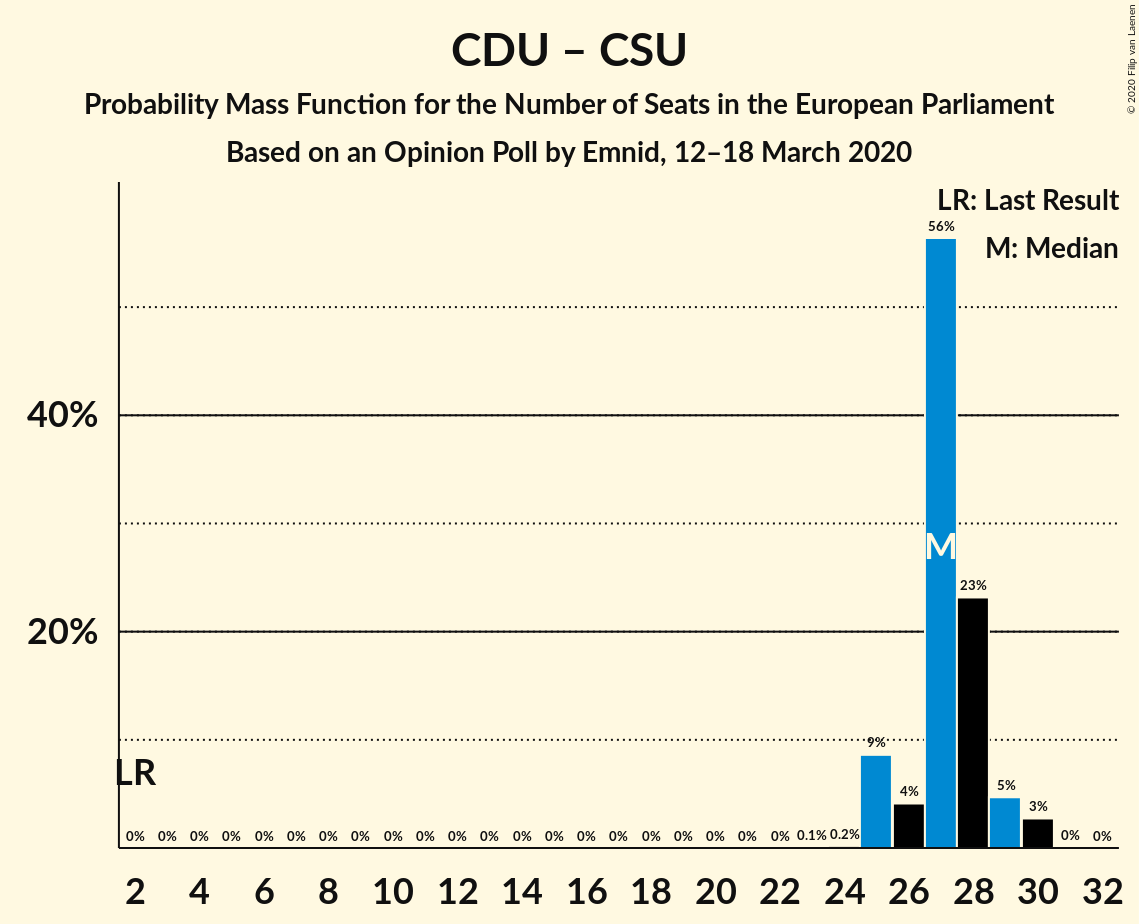 CDU – CSU
Probability Mass Function for the Number of Seats in the European Parliament
Based on an Opinion Poll by Emnid, 12–18 March 2020
© 2020 Filip van Laenen
LR: Last Result
M: Median
56%
40%
M
23%
20%
9%
LR
4%
5%
3%
0% 0% 0% 0% 0% 0% 0% 0% 0% 0% 0% 0% 0% 0% 0% 0% 0% 0% 0% 0% 0% 0.1% 0.2% 0% 0%
2 4 6 8 10 12 14 16 18 20 22 24 26 28 30 32